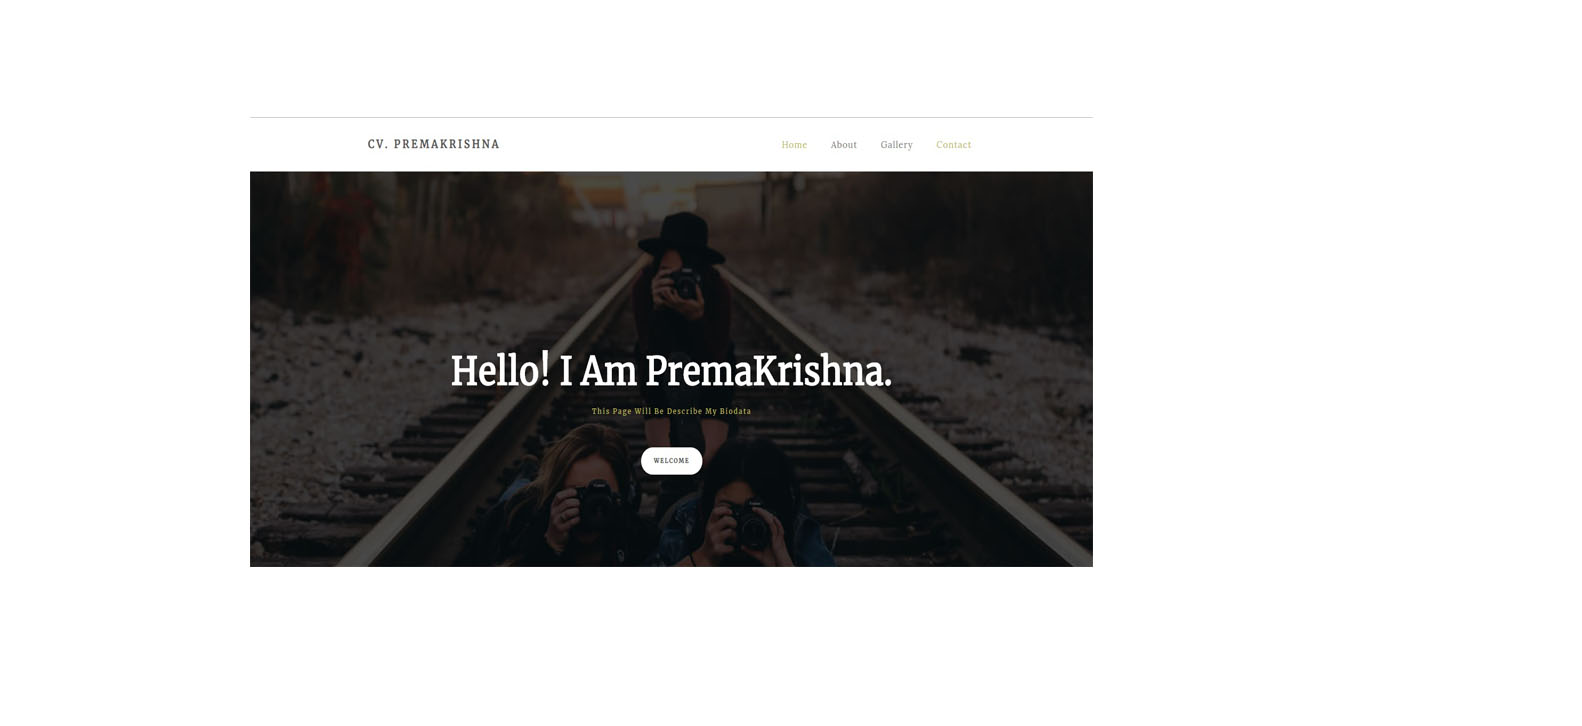 CV. PREMAKRISHNA
Home About Gallery Contact
Hello! I Am PremaKrishna.
This Page Will Be Describe My Biodata
WELCOME